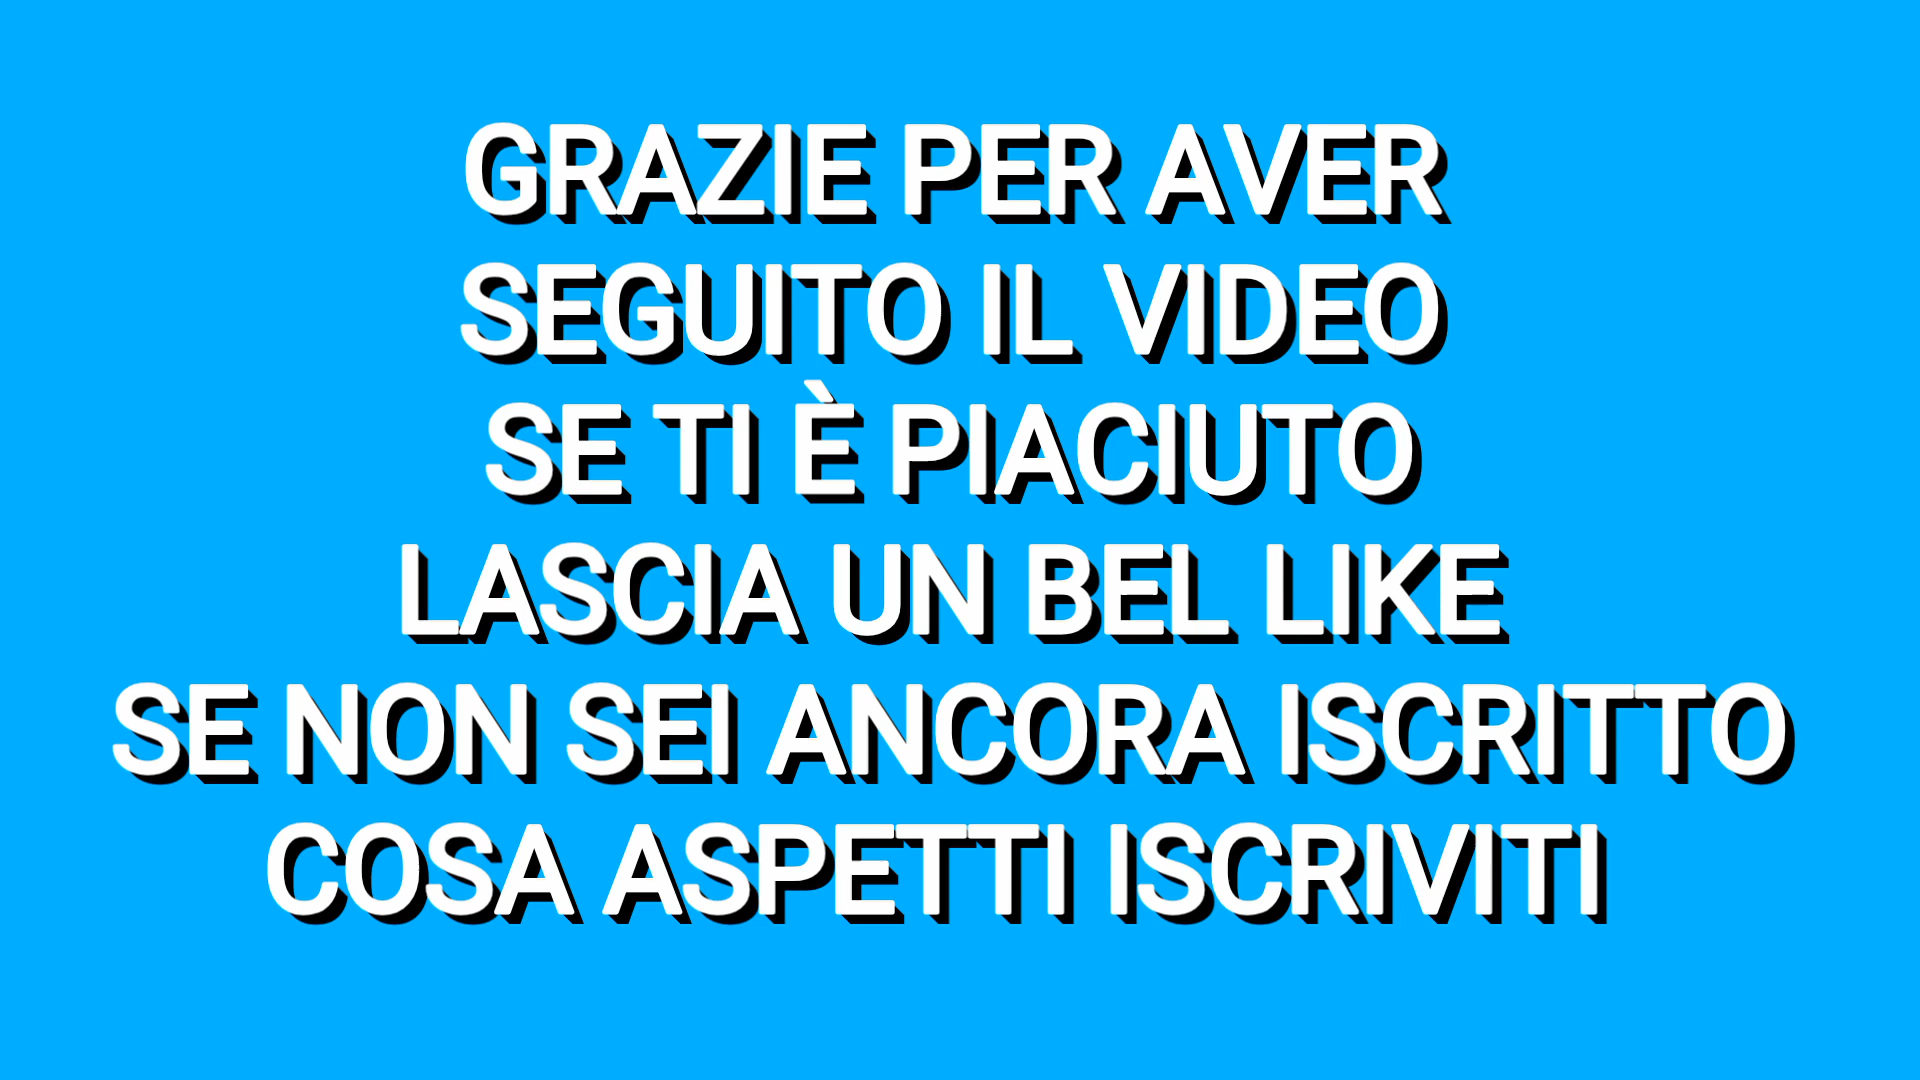 GRAZIE PER AVER
SEGUITO IL VIDEO
SE TI È PIACIUTO
LASCIA UN BEL LIKE
SE NON SEI ANCORA ISCRITTO
COSA ASPETTI ISCRIVITI